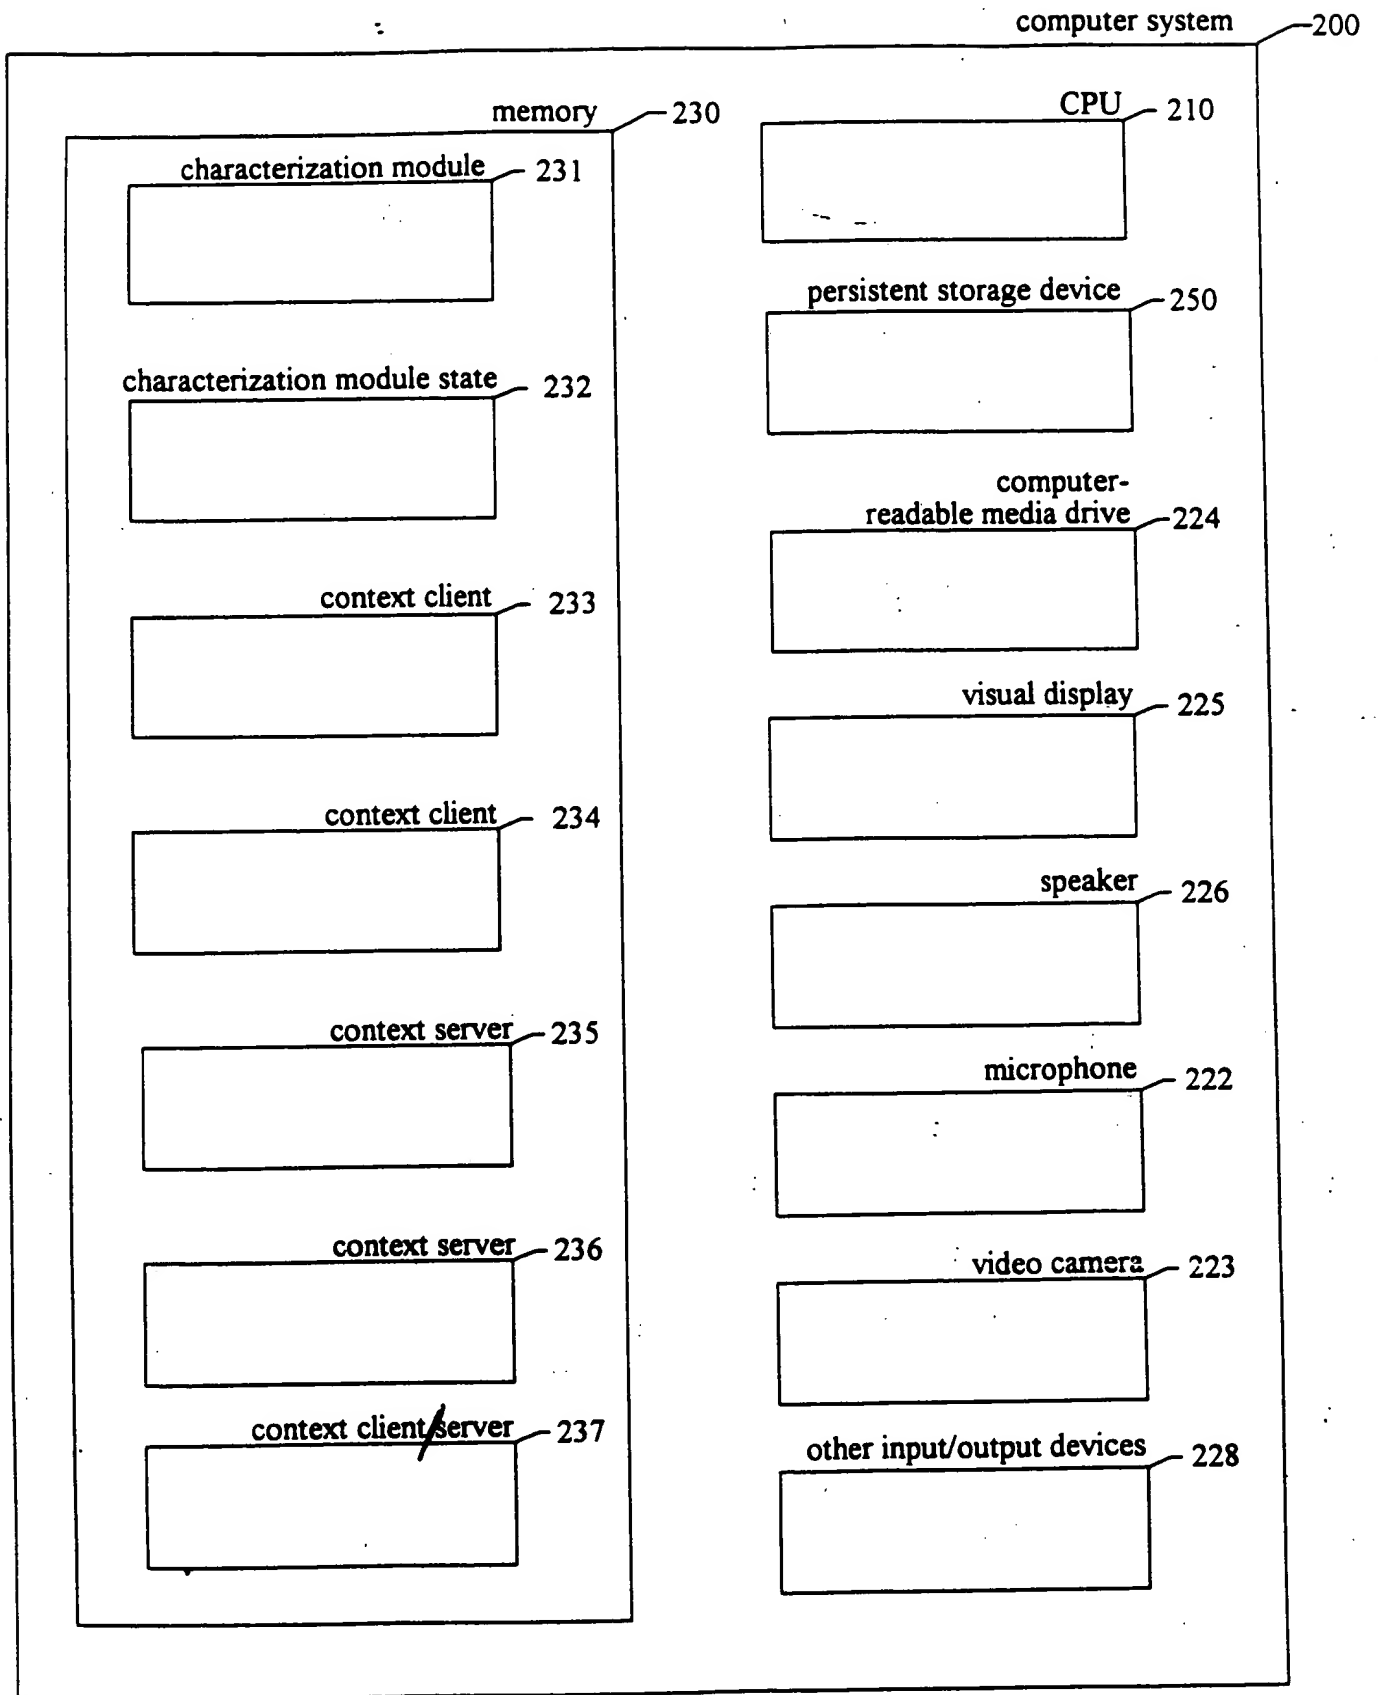 computer system 200
memory 230
characterization module 231
characterization module state 232
context client 233
context client 234
context server 235
context server 236
context client/server 237
CPU 210
persistent storage device 250
computer-
readable media drive 224
visual display 225
speaker 226
microphone 222
video camera 223
other input/output devices 228